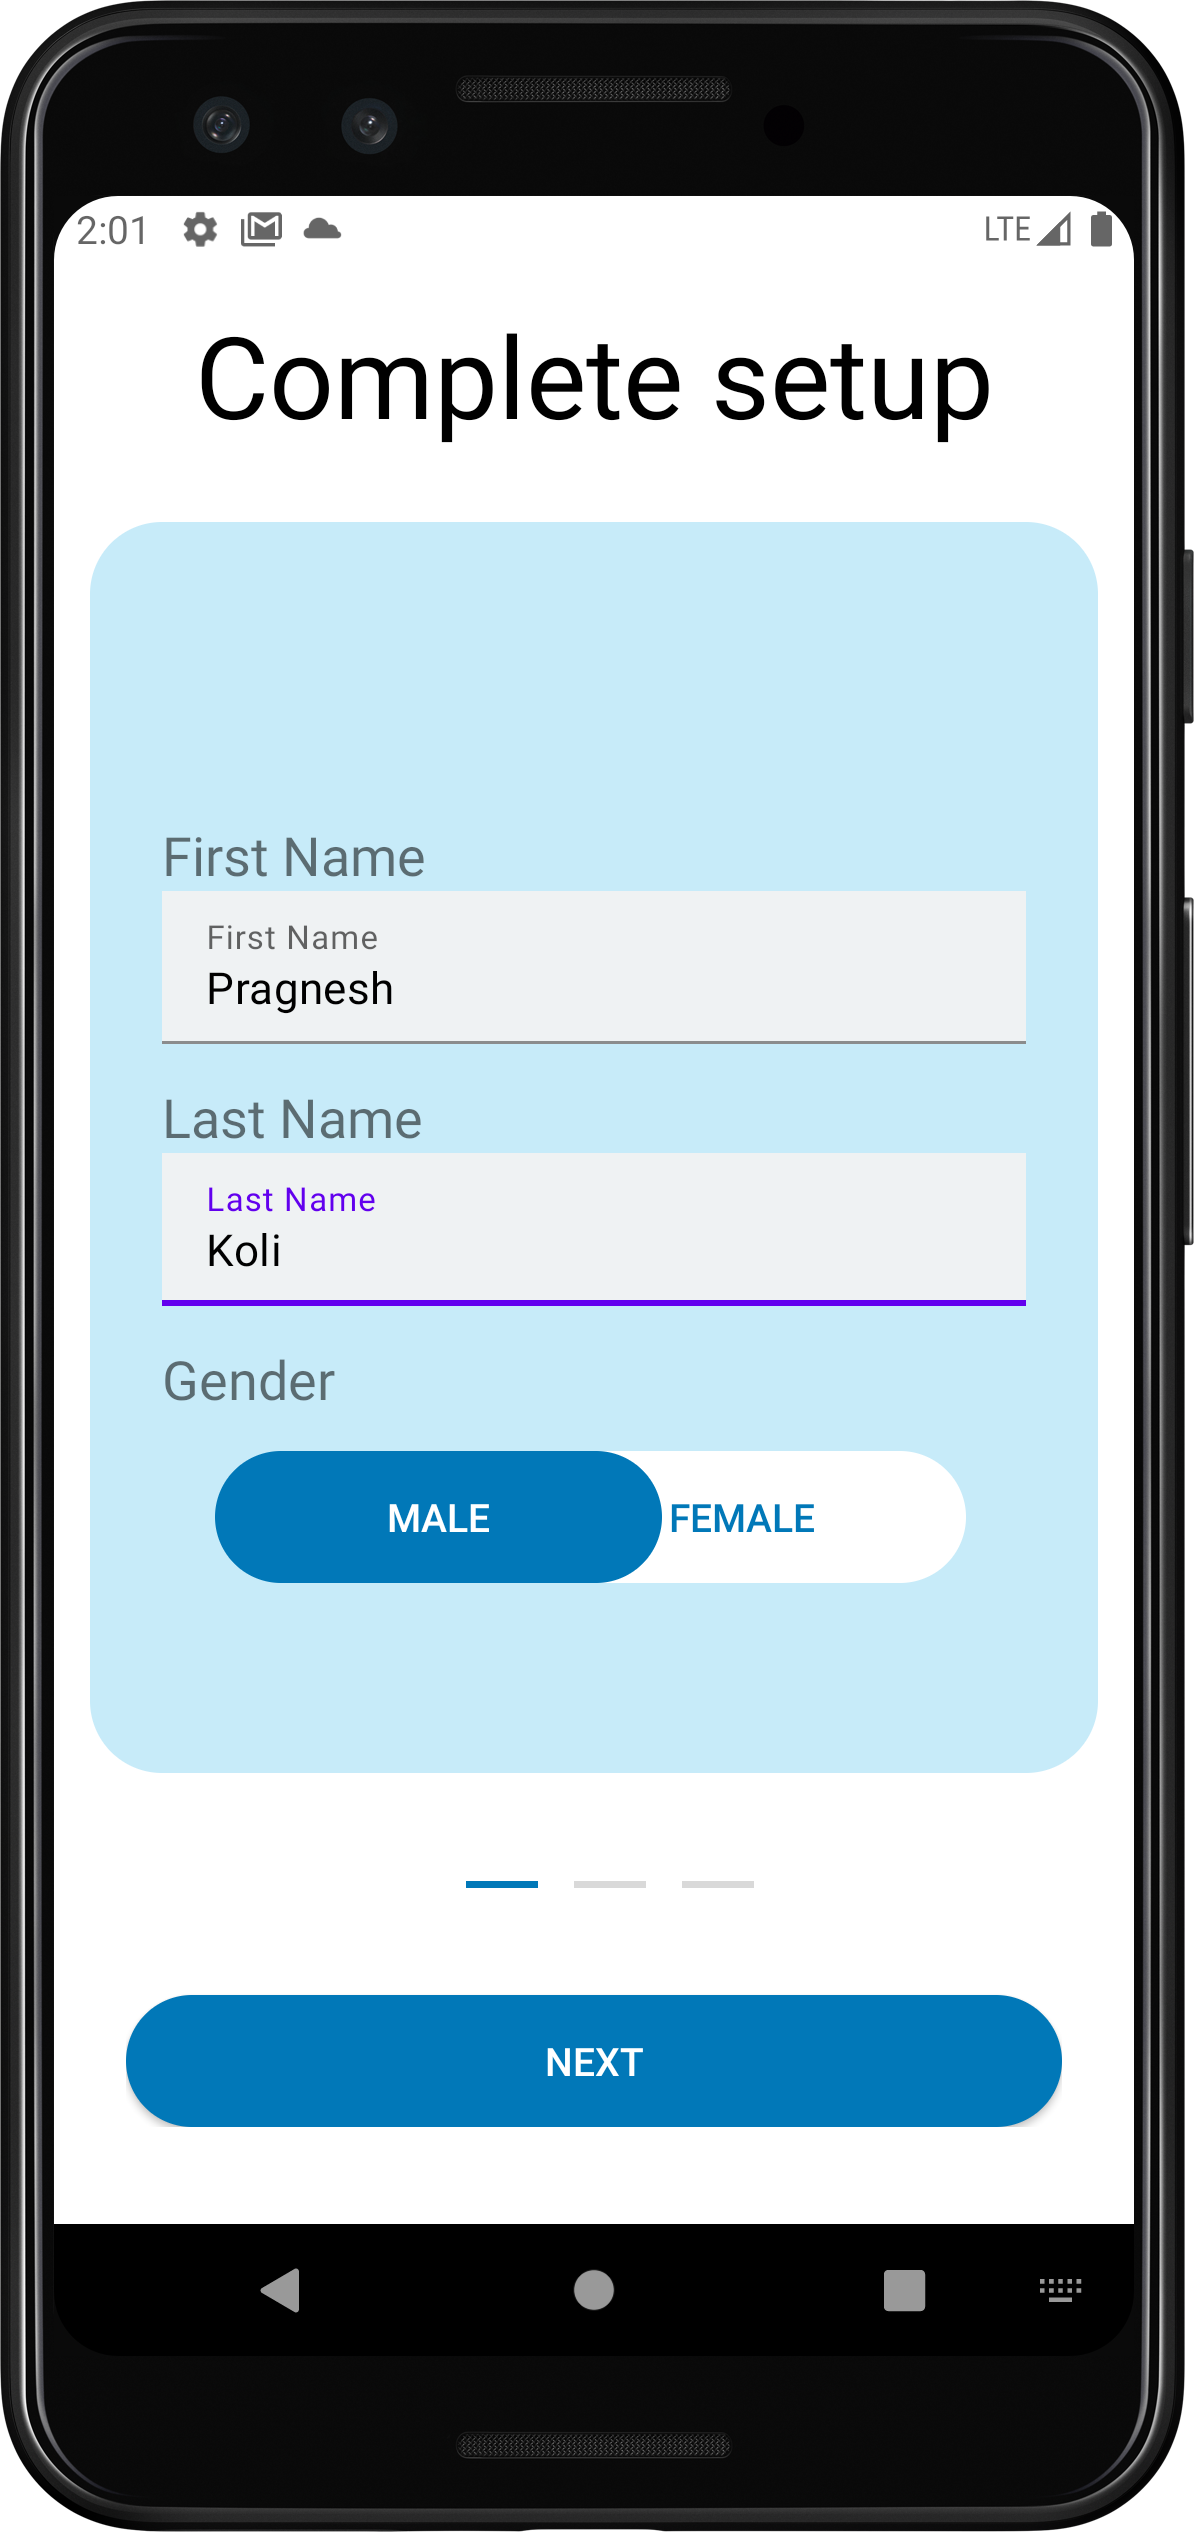 2:01 LTE
Complete setup
First Name
First Name
Pragnesh
Last Name
Last Name
Koli
Gender
MALE FEMALE
NEXT